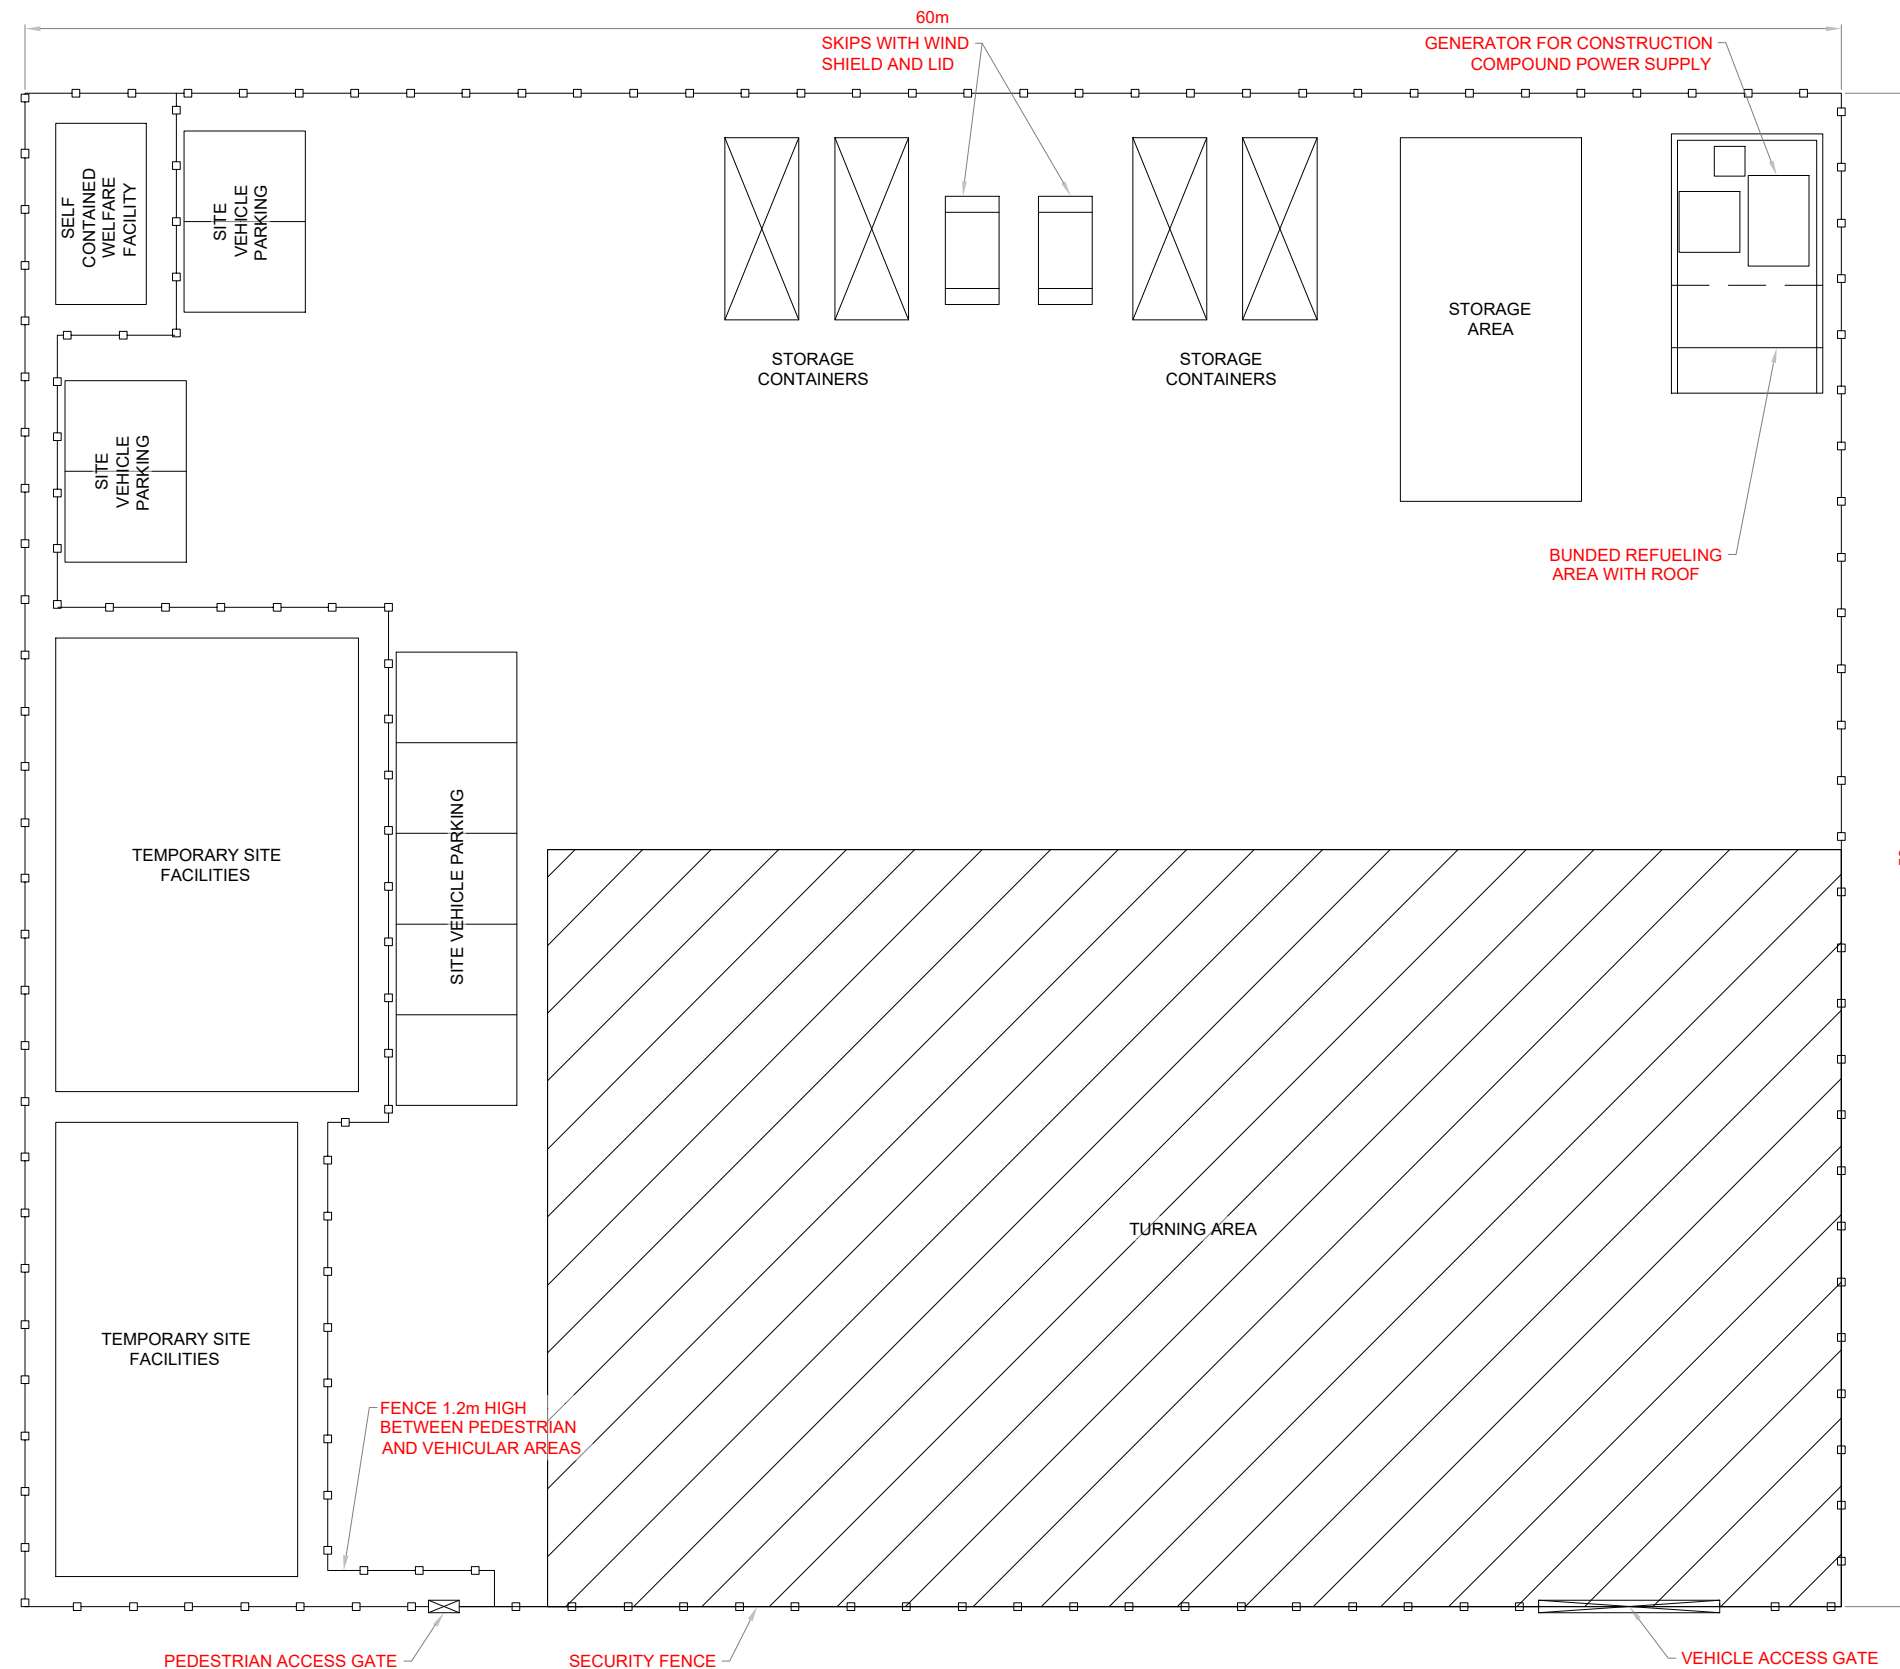 60m
SKIPS WITH WIND
SHIELD AND LID
GENERATOR FOR CONSTRUCTION
COMPOUND POWER SUPPLY
SELF
CONTAINED
WELFARE
FACILITY
SITE
VEHICLE
PARKING
STORAGE
CONTAINERS
STORAGE
CONTAINERS
STORAGE
AREA
SITE
VEHICLE
PARKING
BUNDED REFUELING
AREA WITH ROOF
TEMPORARY SITE
FACILITIES
SITE VEHICLE PARKING
TURNING AREA
TEMPORARY SITE
FACILITIES
FENCE 1.2m HIGH
BETWEEN PEDESTRIAN
AND VEHICULAR AREAS
PEDESTRIAN ACCESS GATE
SECURITY FENCE
VEHICLE ACCESS GATE